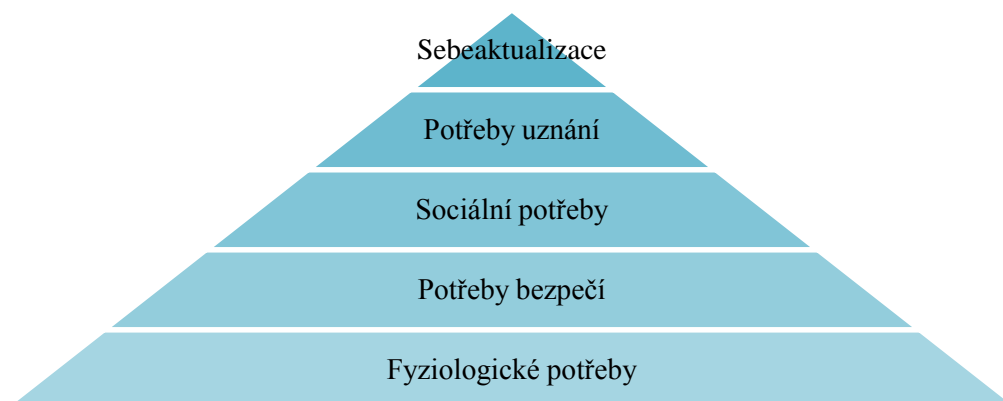 Sebeaktualizace
Potřeby uznání
Sociální potřeby
Potřeby bezpečí
Fyziologické potřeby